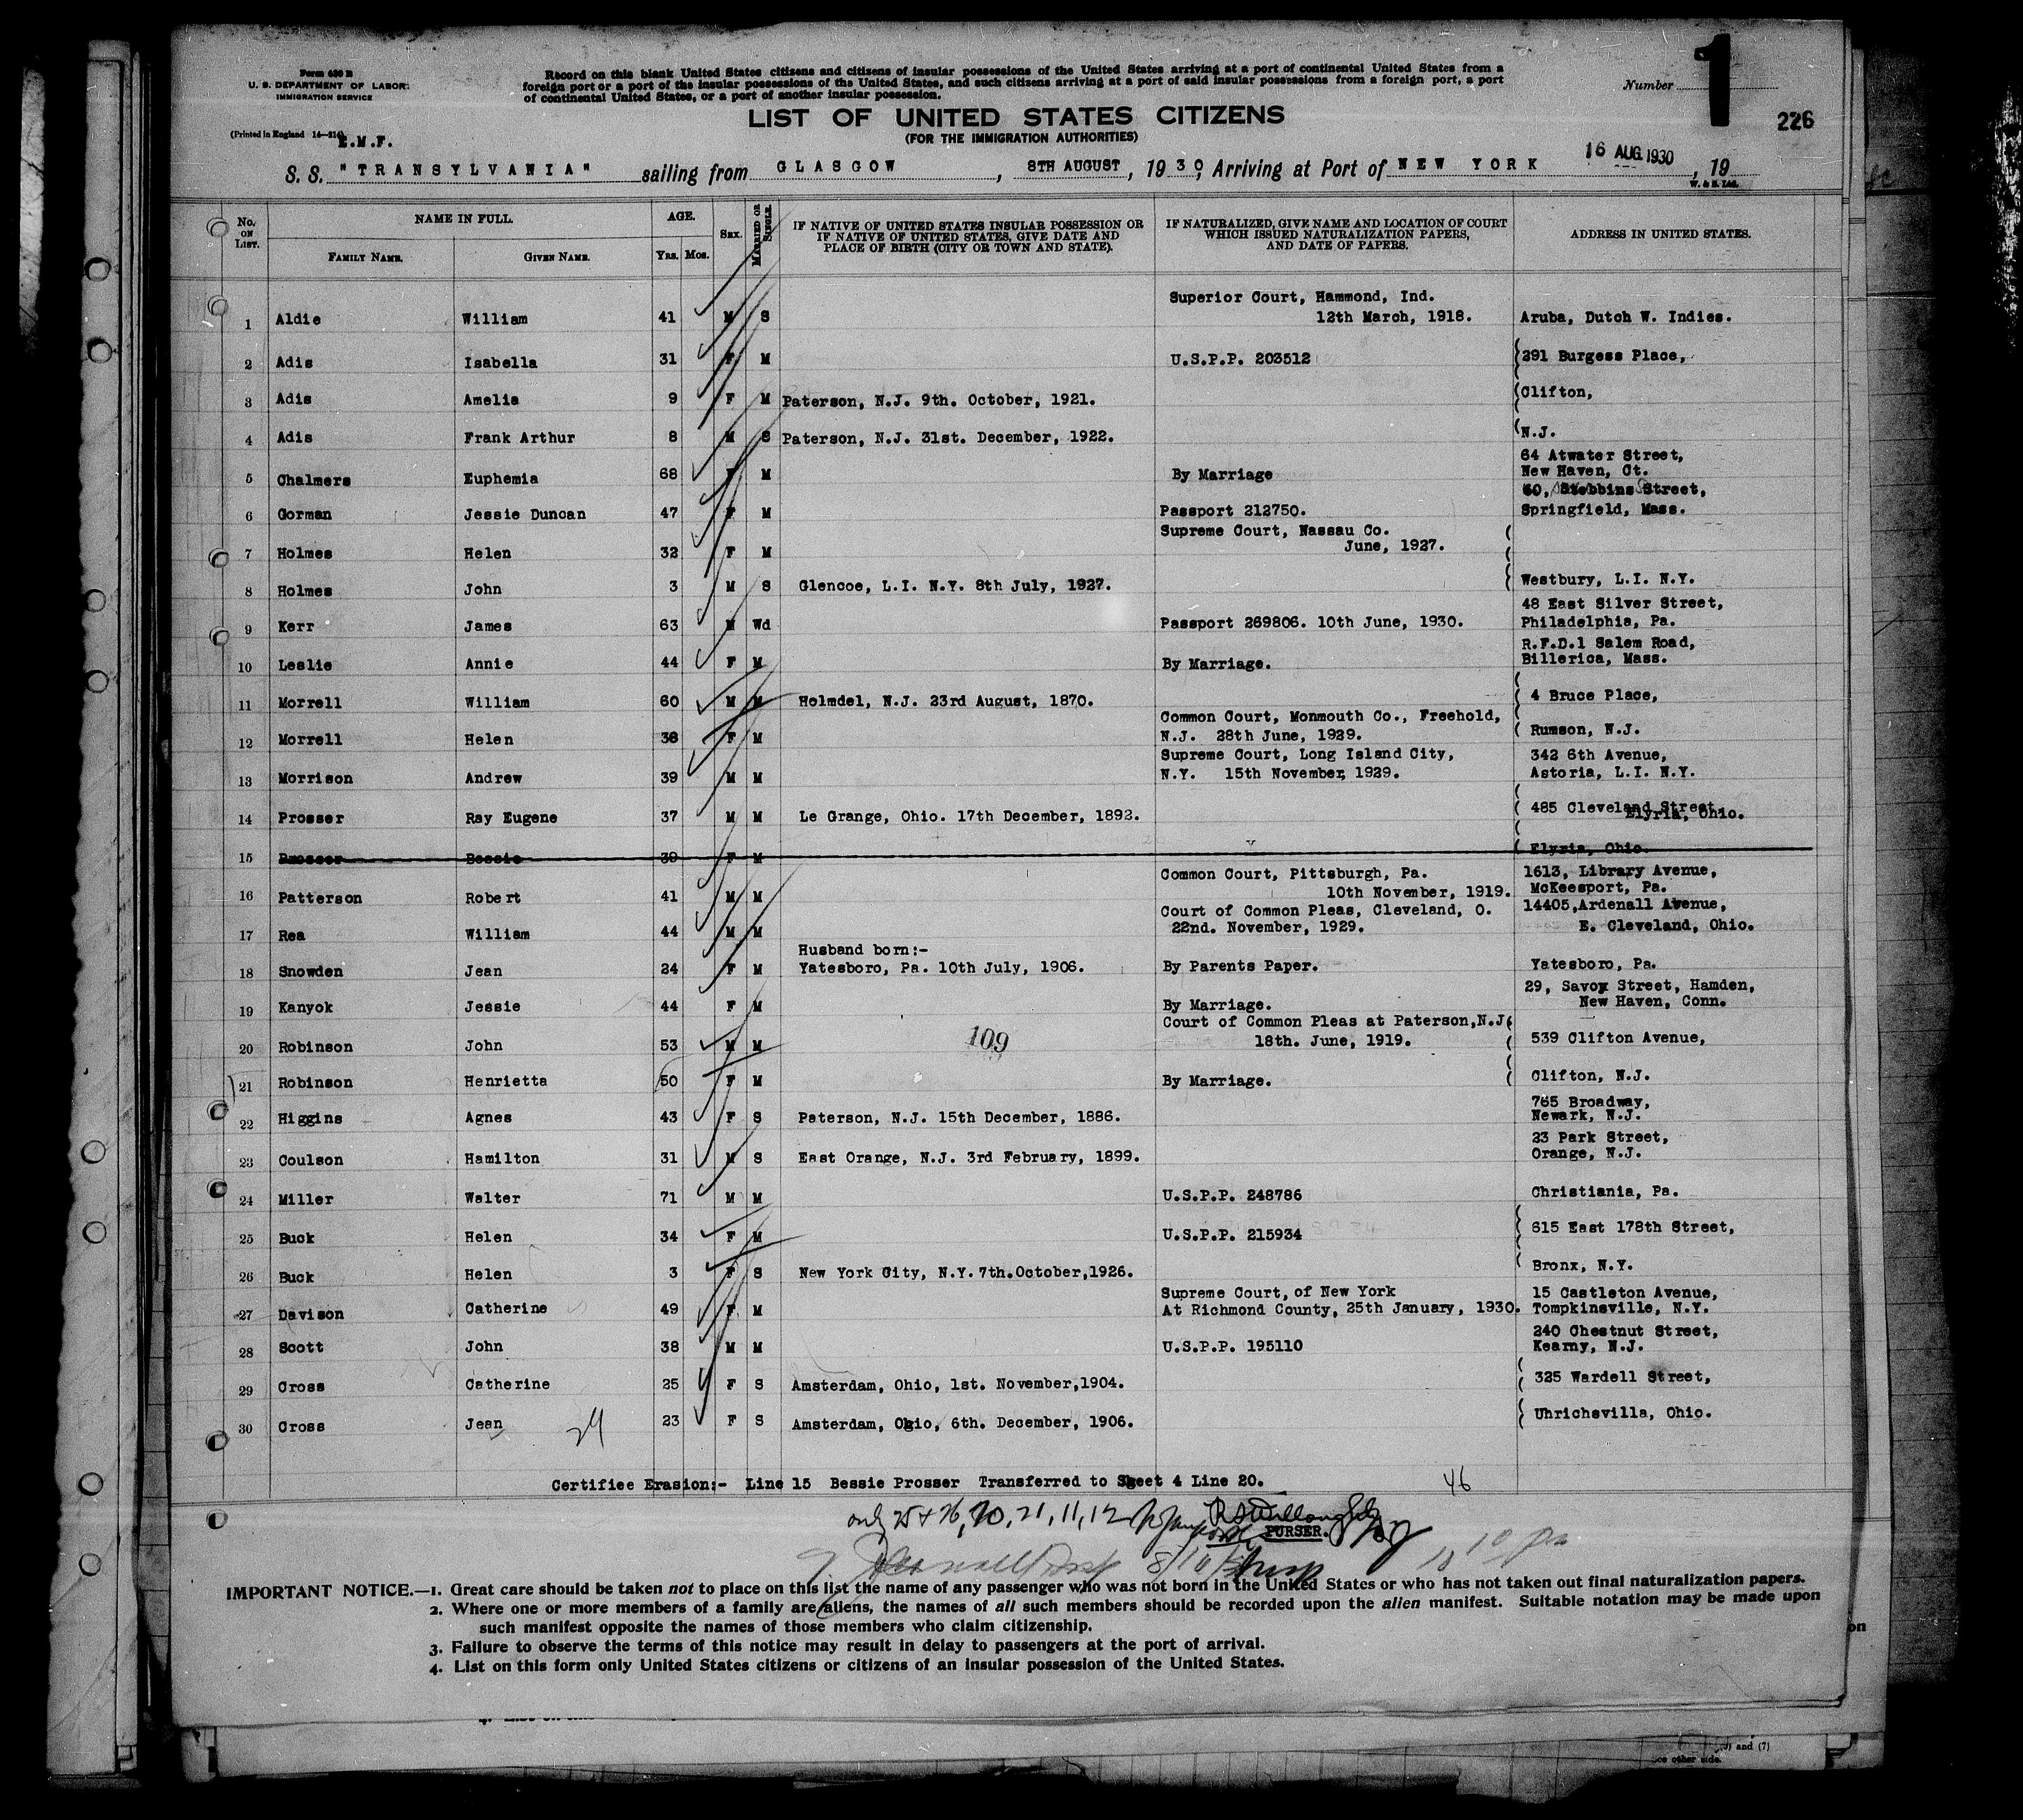 Form 630 B
U. S. DEPARTMENT OF LABOR:
IMMIGRATION SERVICE
(Printed in England 14—214)
E.M.F.
Record on this blank United States citizens and citizens of insular possessions of the United States arriving at a port of continental United States from a
foreign port or a port of the insular possessions of the United States, and such citizens arriving at a port of said insular possessions from a foreign port, a port
of continental United States, or a port of another insular possession.
Number 1
226
LIST OF UNITED STATES CITIZENS
(FOR THE IMMIGRATION AUTHORITIES)
S. S. "TRANSYLVANIA" sailing from GLASGOW, 8TH AUGUST, 1930, Arriving at Port of NEW YORK 16 AUG. 1930, 19
W. & S. Ltd.
No. ON LIST. NAME IN FULL. AGE. SEX. MARRIED OR SINGLE. IF NATIVE OF UNITED STATES INSULAR POSSESSION OR IF NATIVE OF UNITED STATES, GIVE DATE AND PLACE OF BIRTH (CITY OR TOWN AND STATE). IF NATURALIZED, GIVE NAME AND LOCATION OF COURT WHICH ISSUED NATURALIZATION PAPERS, AND DATE OF PAPERS. ADDRESS IN UNITED STATES.
FAMILY NAME. GIVEN NAME. YRS. MOS.
1 Aldie William 41 M S Superior Court, Hammond, Ind. 12th March, 1918. Aruba, Dutch W. Indies.
2 Adis Isabella 31 F M U.S.P.P. 203512 291 Burgess Place,
3 Adis Amelia 9 F M Paterson, N.J. 9th. October, 1921. Clifton,
4 Adis Frank Arthur 8 M S Paterson, N.J. 31st. December, 1922. N.J.
5 Chalmers Euphemia 68 F M By Marriage 64 Atwater Street, New Haven, Ct.
6 Gorman Jessie Duncan 47 F M Passport 212750. 60, Stebbins Street, Springfield, Mass.
7 Holmes Helen 32 F M Supreme Court, Nassau Co. June, 1927.
8 Holmes John 3 M S Glencoe, L.I. N.Y. 8th July, 1927. Westbury, L.I. N.Y.
9 Kerr James 63 M Wd Passport 269806. 10th June, 1930. 48 East Silver Street, Philadelphia, Pa.
10 Leslie Annie 44 F M By Marriage. R.F.D.1 Salem Road, Billerica, Mass.
11 Morrell William 60 M M Holmdel, N.J. 23rd August, 1870. 4 Bruce Place,
12 Morrell Helen 38 F M Common Court, Monmouth Co., Freehold, N.J. 28th June, 1929. Rumson, N.J.
13 Morrison Andrew 39 M M Supreme Court, Long Island City, N.Y. 15th November, 1929. 342 6th Avenue, Astoria, L.I. N.Y.
14 Prosser Ray Eugene 37 M M Le Grange, Ohio. 17th December, 1892. 485 Cleveland Street, Elyria, Ohio.
15 Prosser Bessie 39 F M Elyria, Ohio.
16 Patterson Robert 41 M M Common Court, Pittsburgh, Pa. 10th November, 1919. 1613, Library Avenue, McKeesport, Pa.
17 Rea William 44 M M Court of Common Pleas, Cleveland, O. 22nd. November, 1929. 14405, Ardenall Avenue, E. Cleveland, Ohio.
18 Snowden Jean 24 F M Husband born:- Yatesboro, Pa. 10th July, 1906. By Parents Paper. Yatesboro, Pa.
19 Kanyok Jessie 44 F M By Marriage. 29, Savoy Street, Hamden, New Haven, Conn.
20 Robinson John 53 M M 109 Court of Common Pleas at Paterson, N.J. 18th. June, 1919. 539 Clifton Avenue,
21 Robinson Henrietta 50 F M By Marriage. Clifton, N.J.
22 Higgins Agnes 43 F S Paterson, N.J. 15th December, 1886. 765 Broadway, Newark, N.J.
23 Coulson Hamilton 31 M S East Orange, N.J. 3rd February, 1899. 23 Park Street, Orange, N.J.
24 Miller Walter 71 M M U.S.P.P. 248786 Christiania, Pa.
25 Buck Helen 34 F M U.S.P.P. 215934 615 East 178th Street,
26 Buck Helen 3 F S New York City, N.Y. 7th. October, 1926. Bronx, N.Y.
27 Davison Catherine 49 F M Supreme Court, of New York At Richmond County, 25th January, 1930. 15 Castleton Avenue, Tompkinsville, N.Y.
28 Scott John 38 M M U.S.P.P. 195110 240 Chestnut Street, Kearny, N.J.
29 Cross Catherine 25 F S Amsterdam, Ohio, 1st. November, 1904. 325 Wardell Street,
30 Cross Jean 23 F S Amsterdam, Ohio, 6th. December, 1906. Uhrichsvilla, Ohio.
Certifiee Erasion:- Line 15 Bessie Prosser Transferred to Sheet 4 Line 20.
46
only 25 + 26, 20, 21, 11, 12
PURSER.
IMPORTANT NOTICE.—1. Great care should be taken not to place on this list the name of any passenger who was not born in the United States or who has not taken out final naturalization papers.
2. Where one or more members of a family are aliens, the names of all such members should be recorded upon the alien manifest. Suitable notation may be made upon
such manifest opposite the names of those members who claim citizenship.
3. Failure to observe the terms of this notice may result in delay to passengers at the port of arrival.
4. List on this form only United States citizens or citizens of an insular possession of the United States.